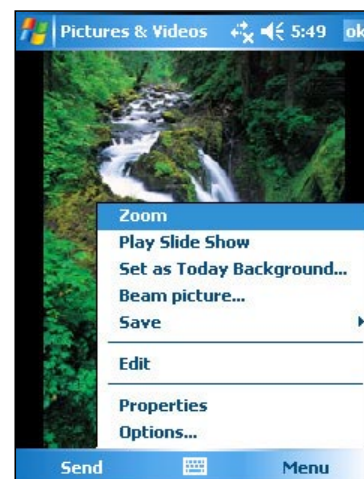 Pictures & Videos 5:49 ok
Zoom
Play Slide Show
Set as Today Background...
Beam picture...
Save
Edit
Properties
Options...
Send Menu